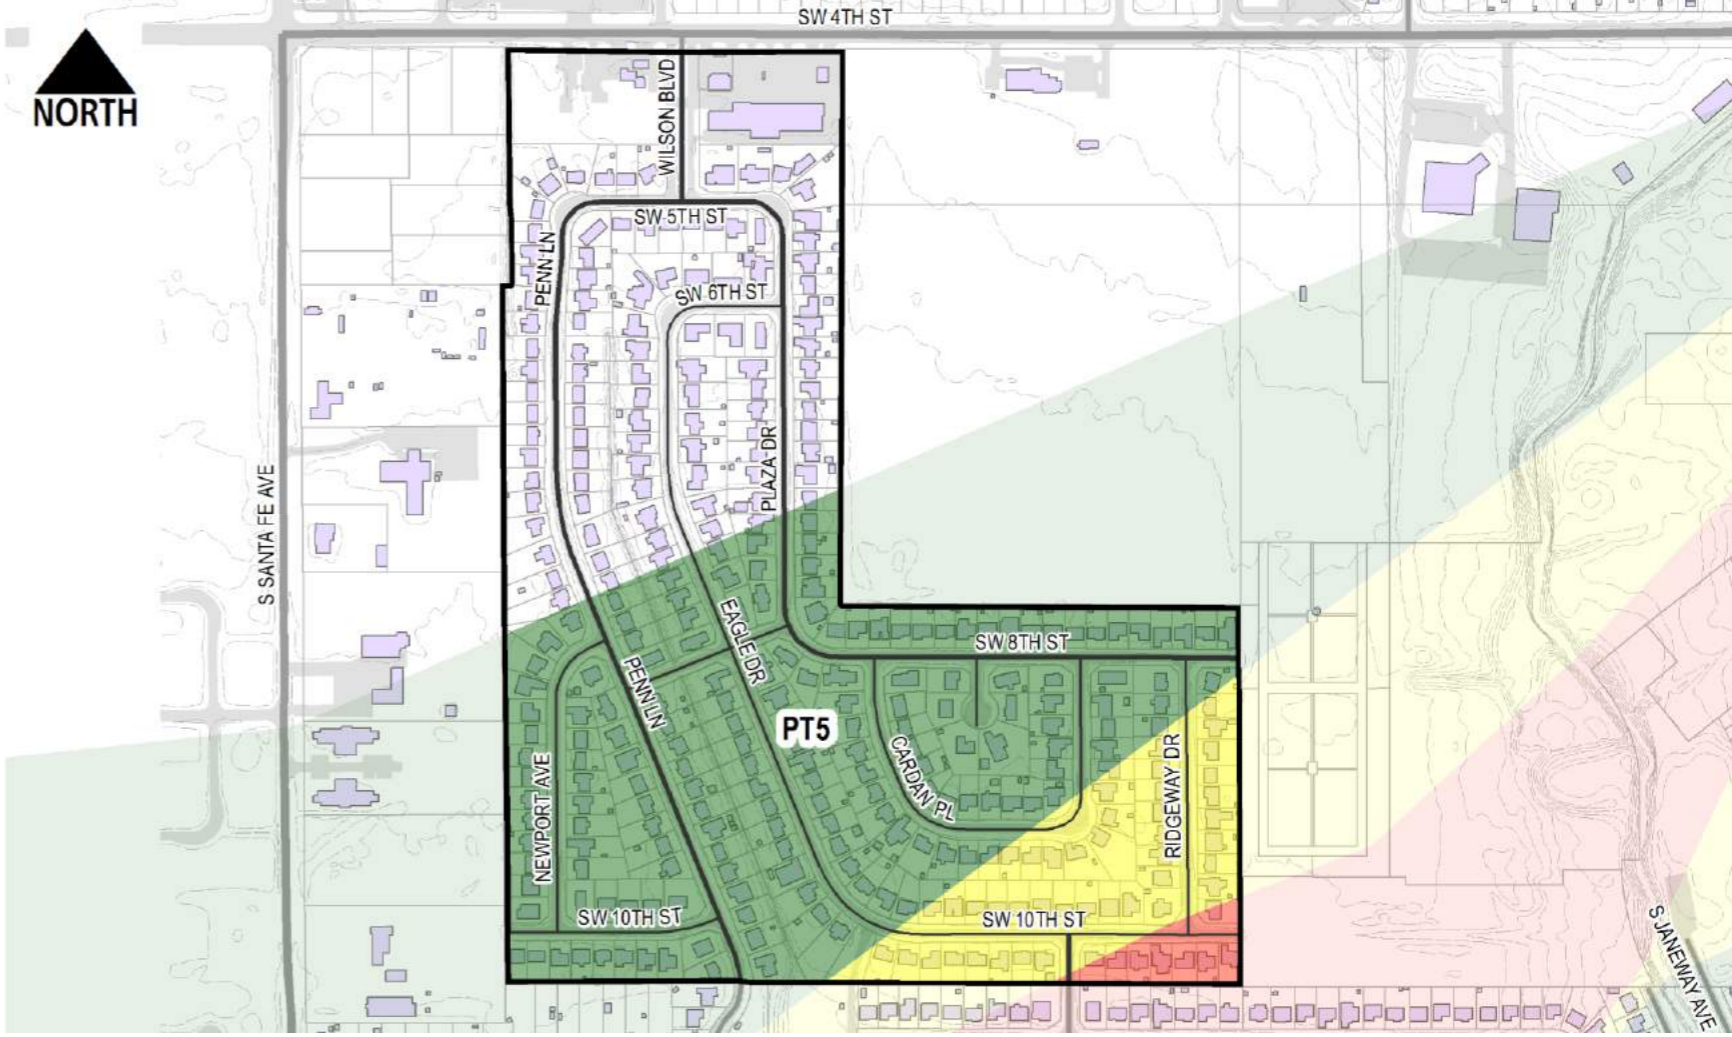 SW 4TH ST
NORTH
WILSON BLVD
SW 5TH ST
PENN LN
SW 6TH ST
PLAZA DR
S SANTA FE AVE
EAGLE DR
SW 8TH ST
PENN LN
PT5
CARDAN PL
RIDGEWAY DR
NEWPORT AVE
SW 10TH ST
SW 10TH ST
S JANEWAY AVE